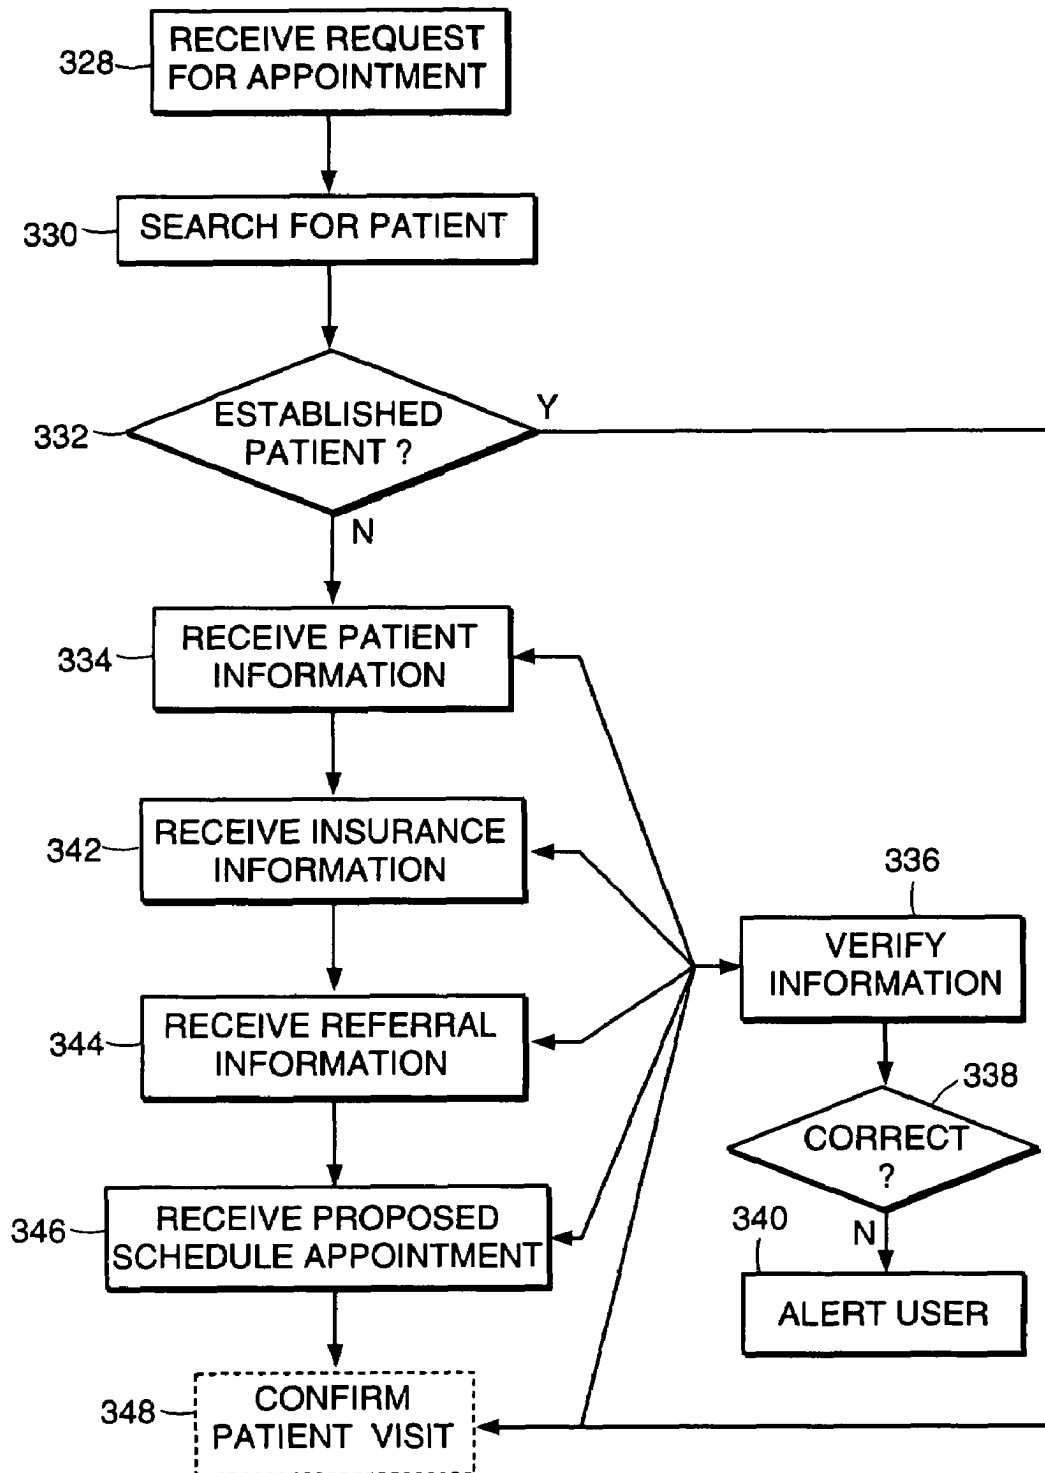 RECEIVE REQUEST
FOR APPOINTMENT
328
SEARCH FOR PATIENT
330
ESTABLISHED
PATIENT ?
332
Y
N
RECEIVE PATIENT
INFORMATION
334
RECEIVE INSURANCE
INFORMATION
342
336
VERIFY
INFORMATION
RECEIVE REFERRAL
INFORMATION
344
338
CORRECT
?
N
RECEIVE PROPOSED
SCHEDULE APPOINTMENT
346
340
ALERT USER
CONFIRM
PATIENT VISIT
348